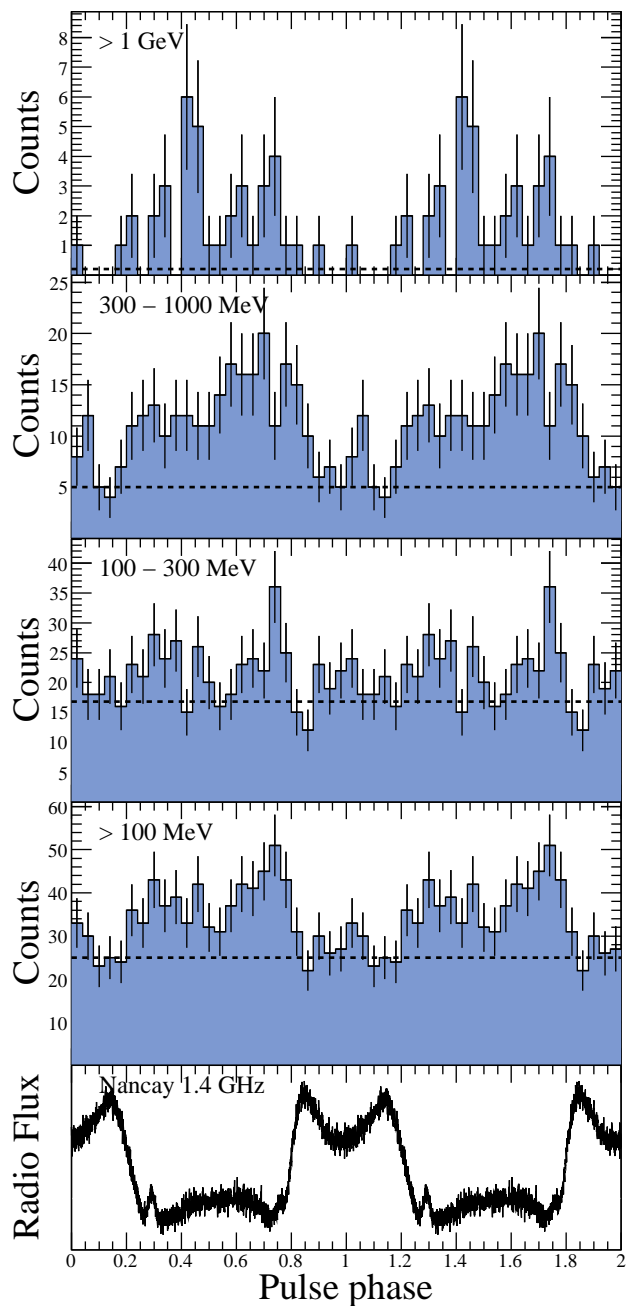 > 1 GeV
8
7
6
5
4
3
2
1
Counts
300 – 1000 MeV
25
20
15
10
5
Counts
100 – 300 MeV
40
35
30
25
20
15
10
5
Counts
> 100 MeV
60
50
40
30
20
10
Counts
Nancay 1.4 GHz
Radio Flux
0 0.2 0.4 0.6 0.8 1 1.2 1.4 1.6 1.8 2
Pulse phase